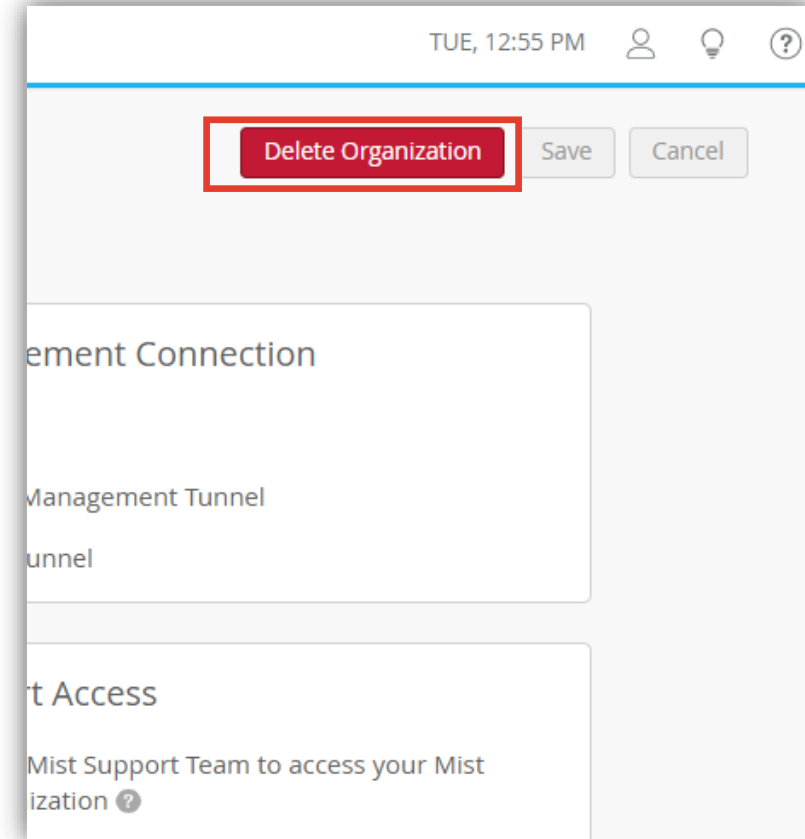 TUE, 12:55 PM
Delete Organization Save Cancel
ement Connection
Management Tunnel
unnel
rt Access
Mist Support Team to access your Mist
ization ?